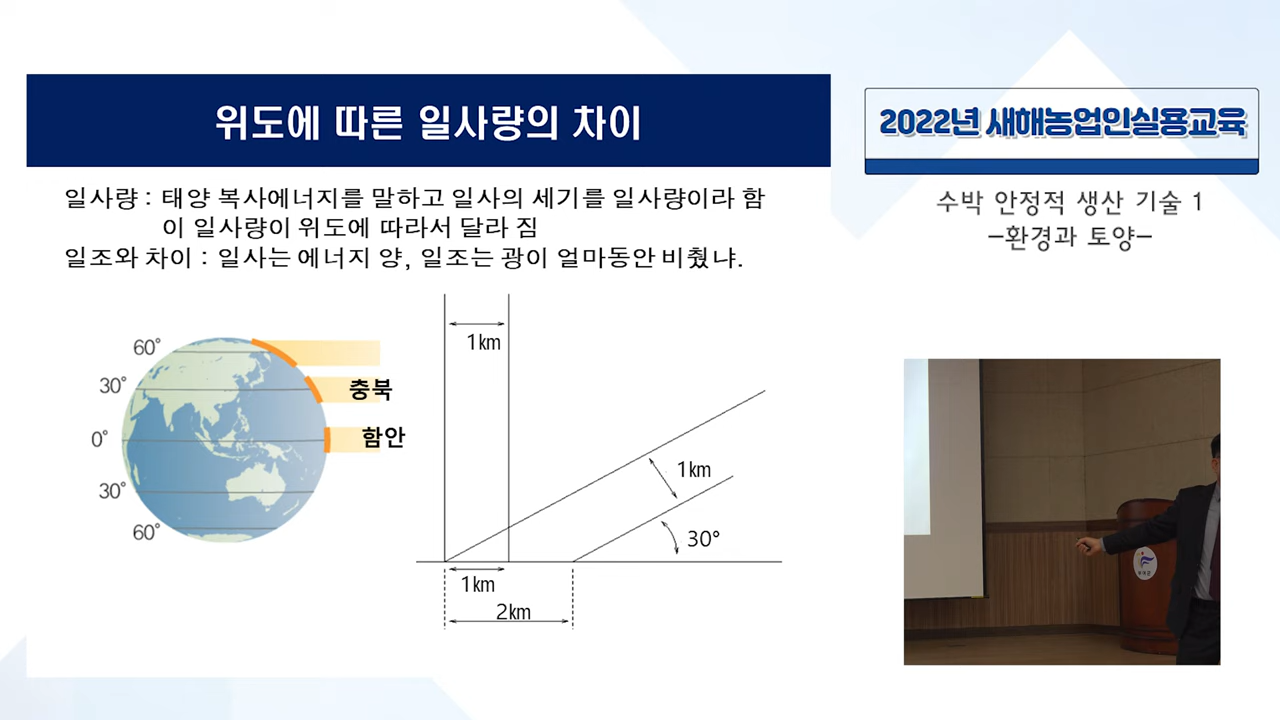 위도에 따른 일사량의 차이
일사량 : 태양 복사에너지를 말하고 일사의 세기를 일사량이라 함
이 일사량이 위도에 따라서 달라 짐
일조와 차이 : 일사는 에너지 양, 일조는 광이 얼마동안 비췄냐.
60°
30°
0°
30°
60°
충북
함안
1km
1km
30°
1km
2km
2022년 새해농업인실용교육
수박 안정적 생산 기술 1
-환경과 토양-